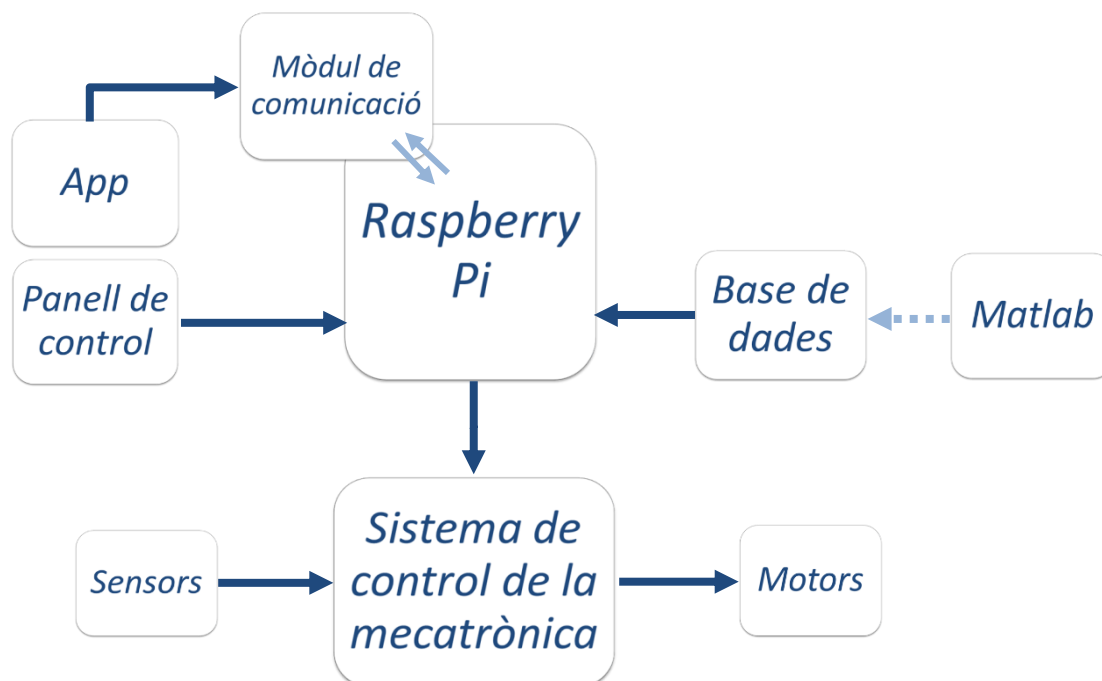 Mòdul de
comunicació
App
Raspberry
Pi
Panell de
control
Base de
dades
Matlab
Sistema de
control de la
mecatrònica
Sensors
Motors